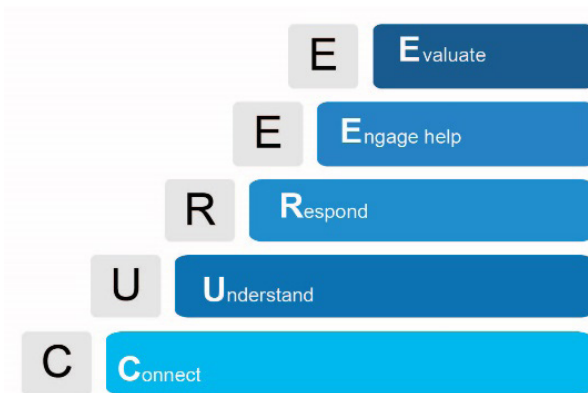 E Evaluate
E Engage help
R Respond
U Understand
C Connect